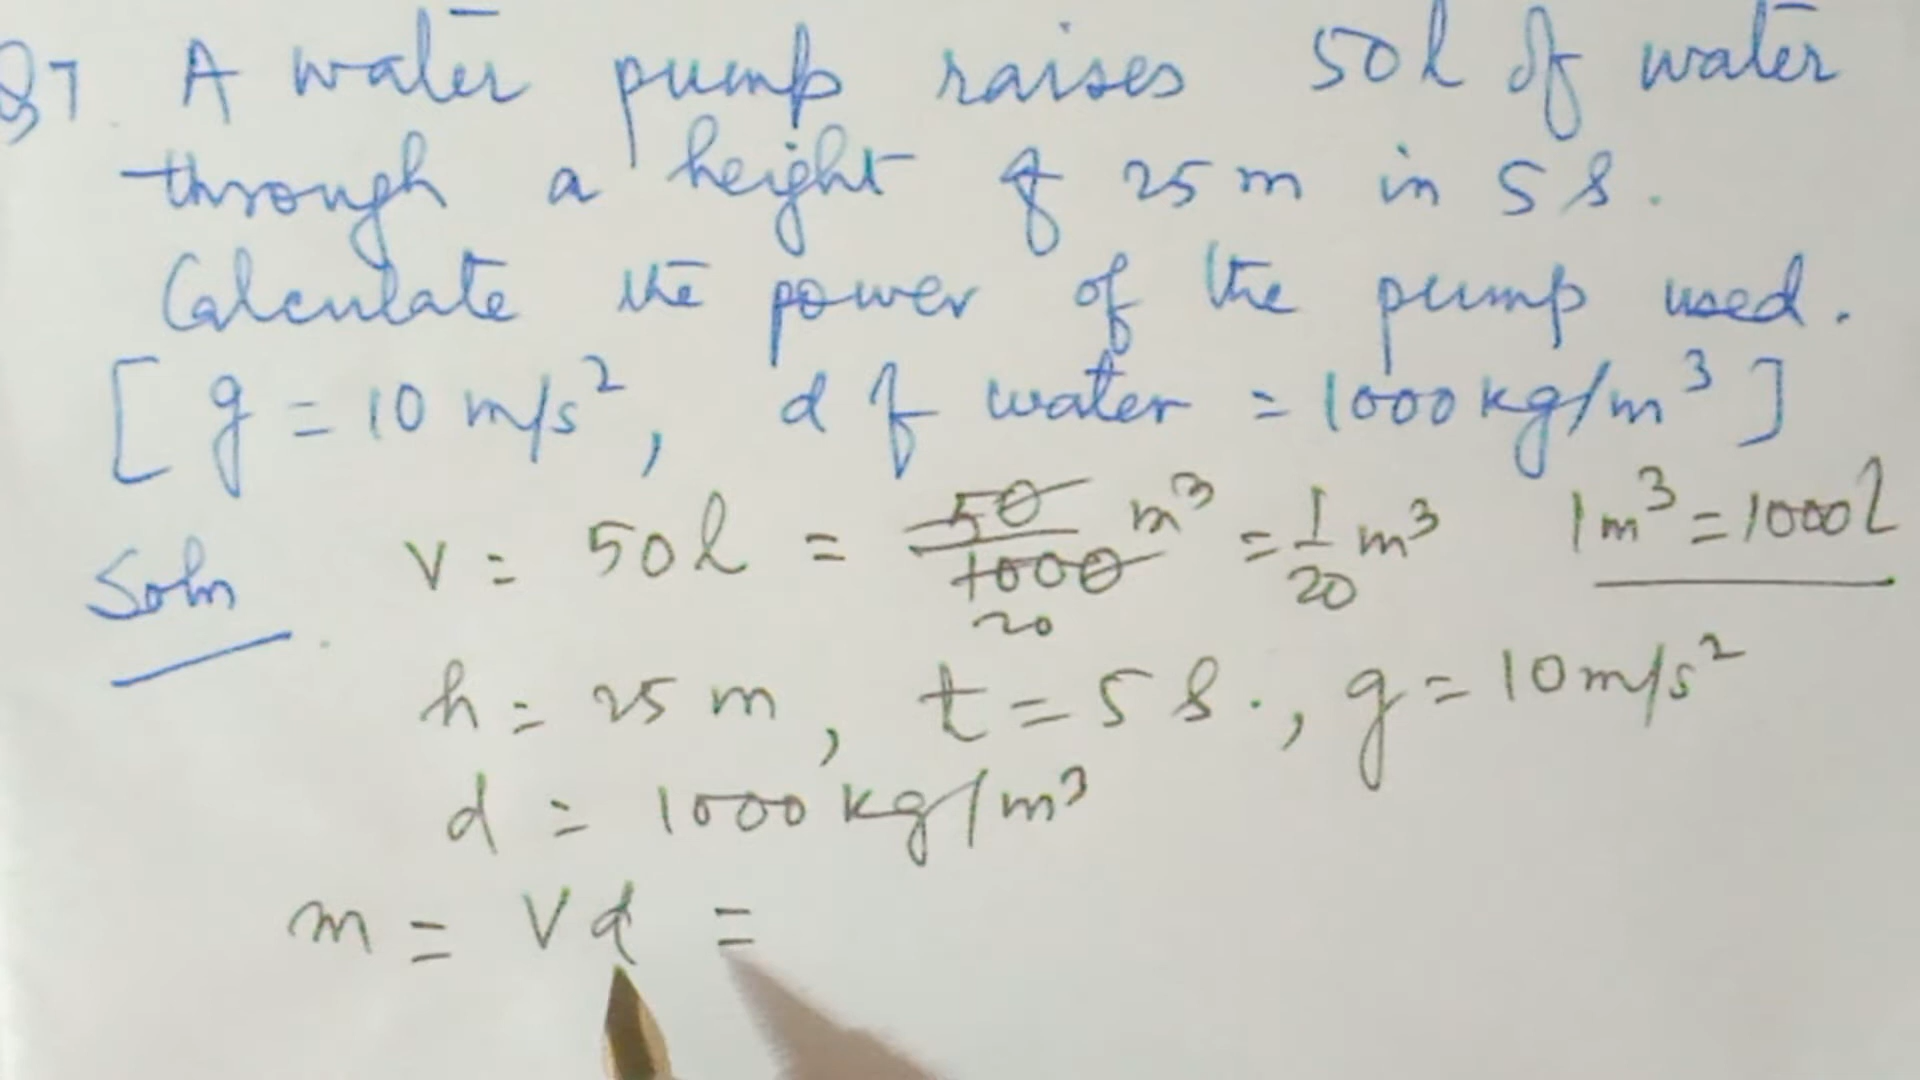 Q7 A water pump raises 50l of water
through a height of 25 m in 5 s.
Calculate the power of the pump used.
[ g = 10 m/s², d of water = 1000 kg/m³ ]
Soln V = 50l = 50/1000 m³ = 1/20 m³ 1m³ = 1000l
20
h = 25 m, t = 5 s., g = 10 m/s²
d = 1000 kg/m³
m = Vd =